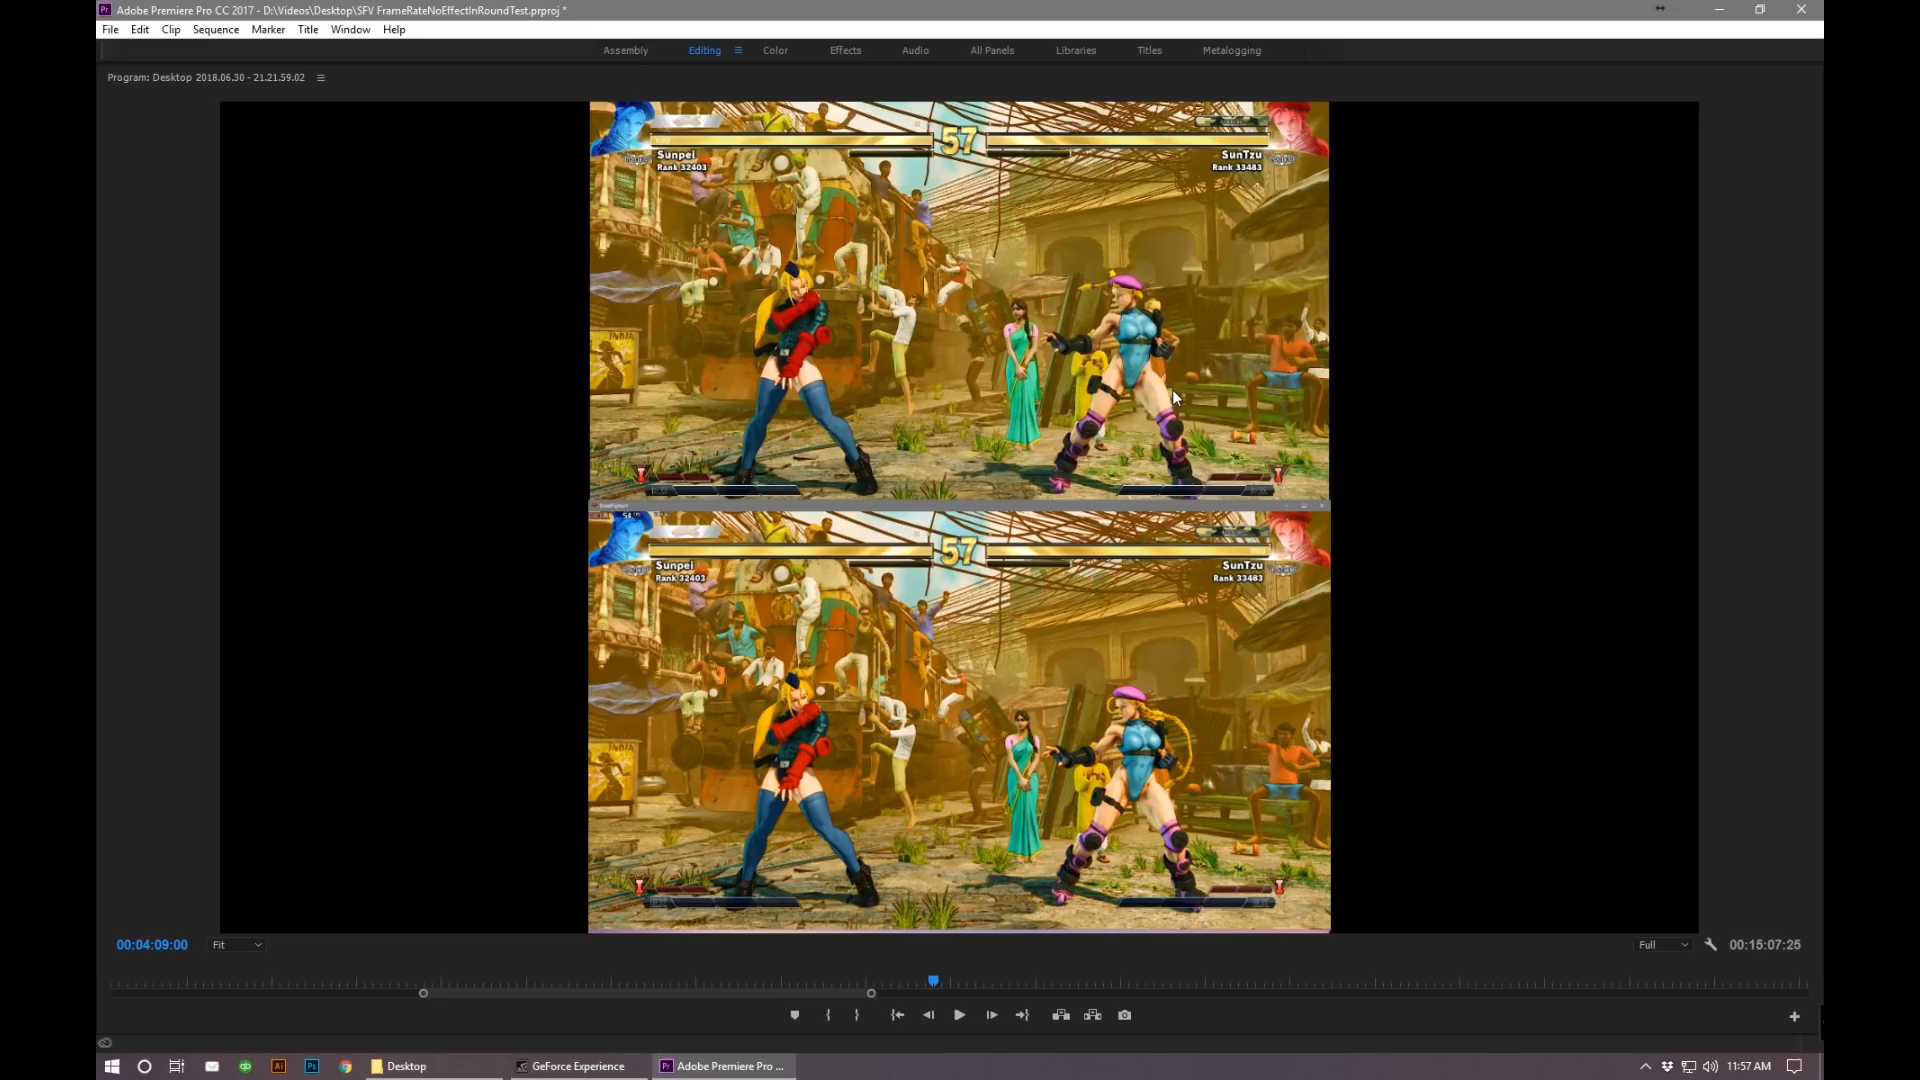 Adobe Premiere Pro CC 2017 - D:\Videos\Desktop\SFV FrameRateNoEffectInRoundTest.prproj *
File Edit Clip Sequence Marker Title Window Help
Assembly Editing Color Effects Audio All Panels Libraries Titles Metalogging
Program: Desktop 2018.06.30 - 21.21.59.02
57
Sunpei SunTzu
Rank 32403 Rank 33483
57
Sunpei SunTzu
Rank 32403 Rank 33483
00:04:09:00 Fit Full 00:15:07:25
Desktop GeForce Experience Adobe Premiere Pro ... 11:57 AM